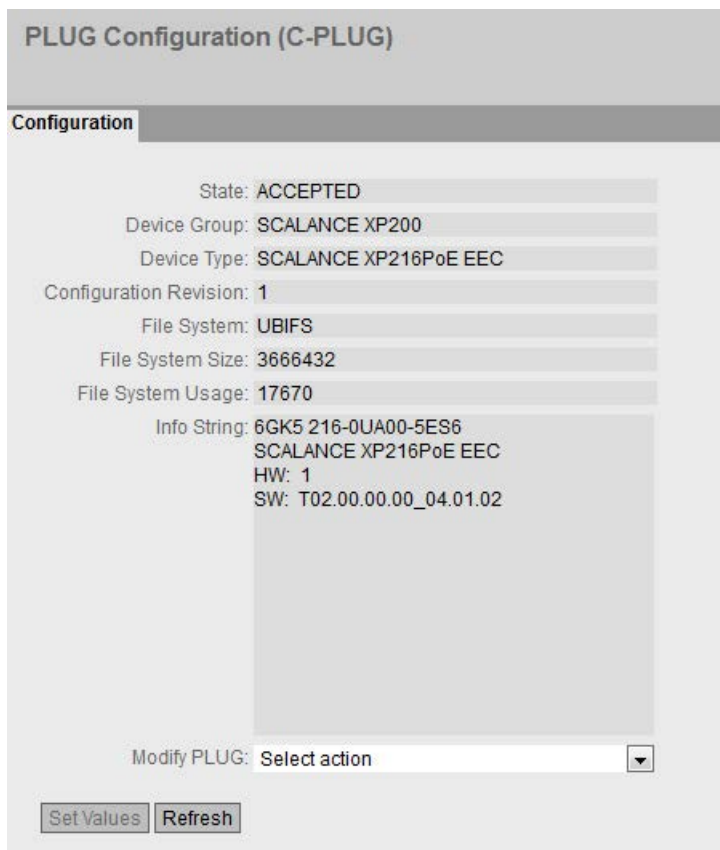 PLUG Configuration (C-PLUG)
Configuration
State: ACCEPTED
Device Group: SCALANCE XP200
Device Type: SCALANCE XP216PoE EEC
Configuration Revision: 1
File System: UBIFS
File System Size: 3666432
File System Usage: 17670
Info String: 6GK5 216-0UA00-5ES6
SCALANCE XP216PoE EEC
HW: 1
SW: T02.00.00.00_04.01.02
Modify PLUG: Select action
Set Values Refresh